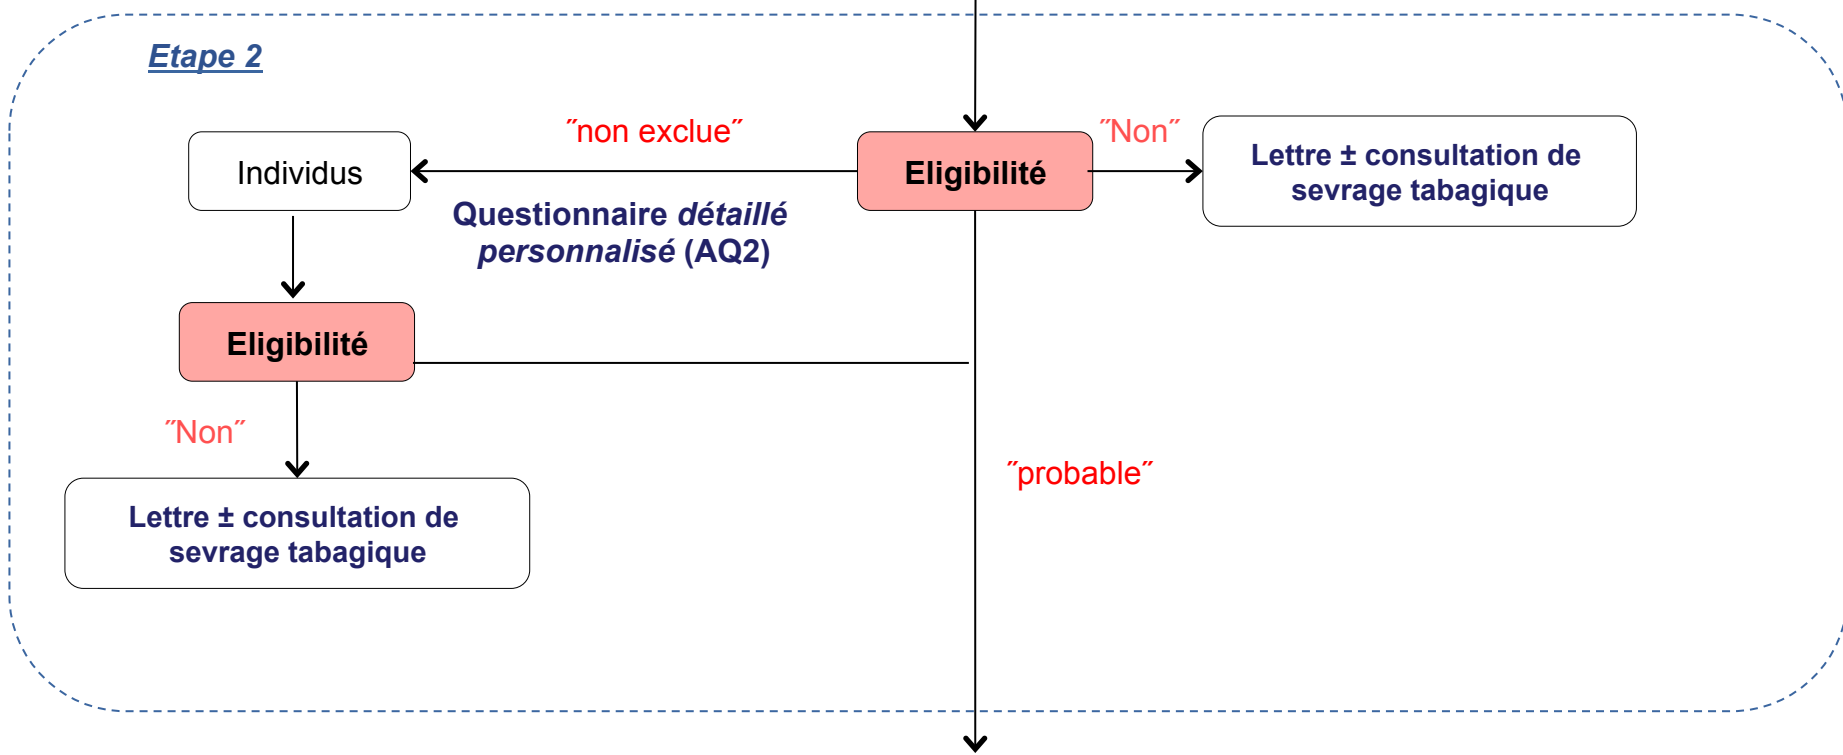 Etape 2
˝non exclue˝
˝Non˝
Individus
Eligibilité
Lettre ± consultation de
sevrage tabagique
Questionnaire détaillé
personnalisé (AQ2)
Eligibilité
˝Non˝
˝probable˝
Lettre ± consultation de
sevrage tabagique